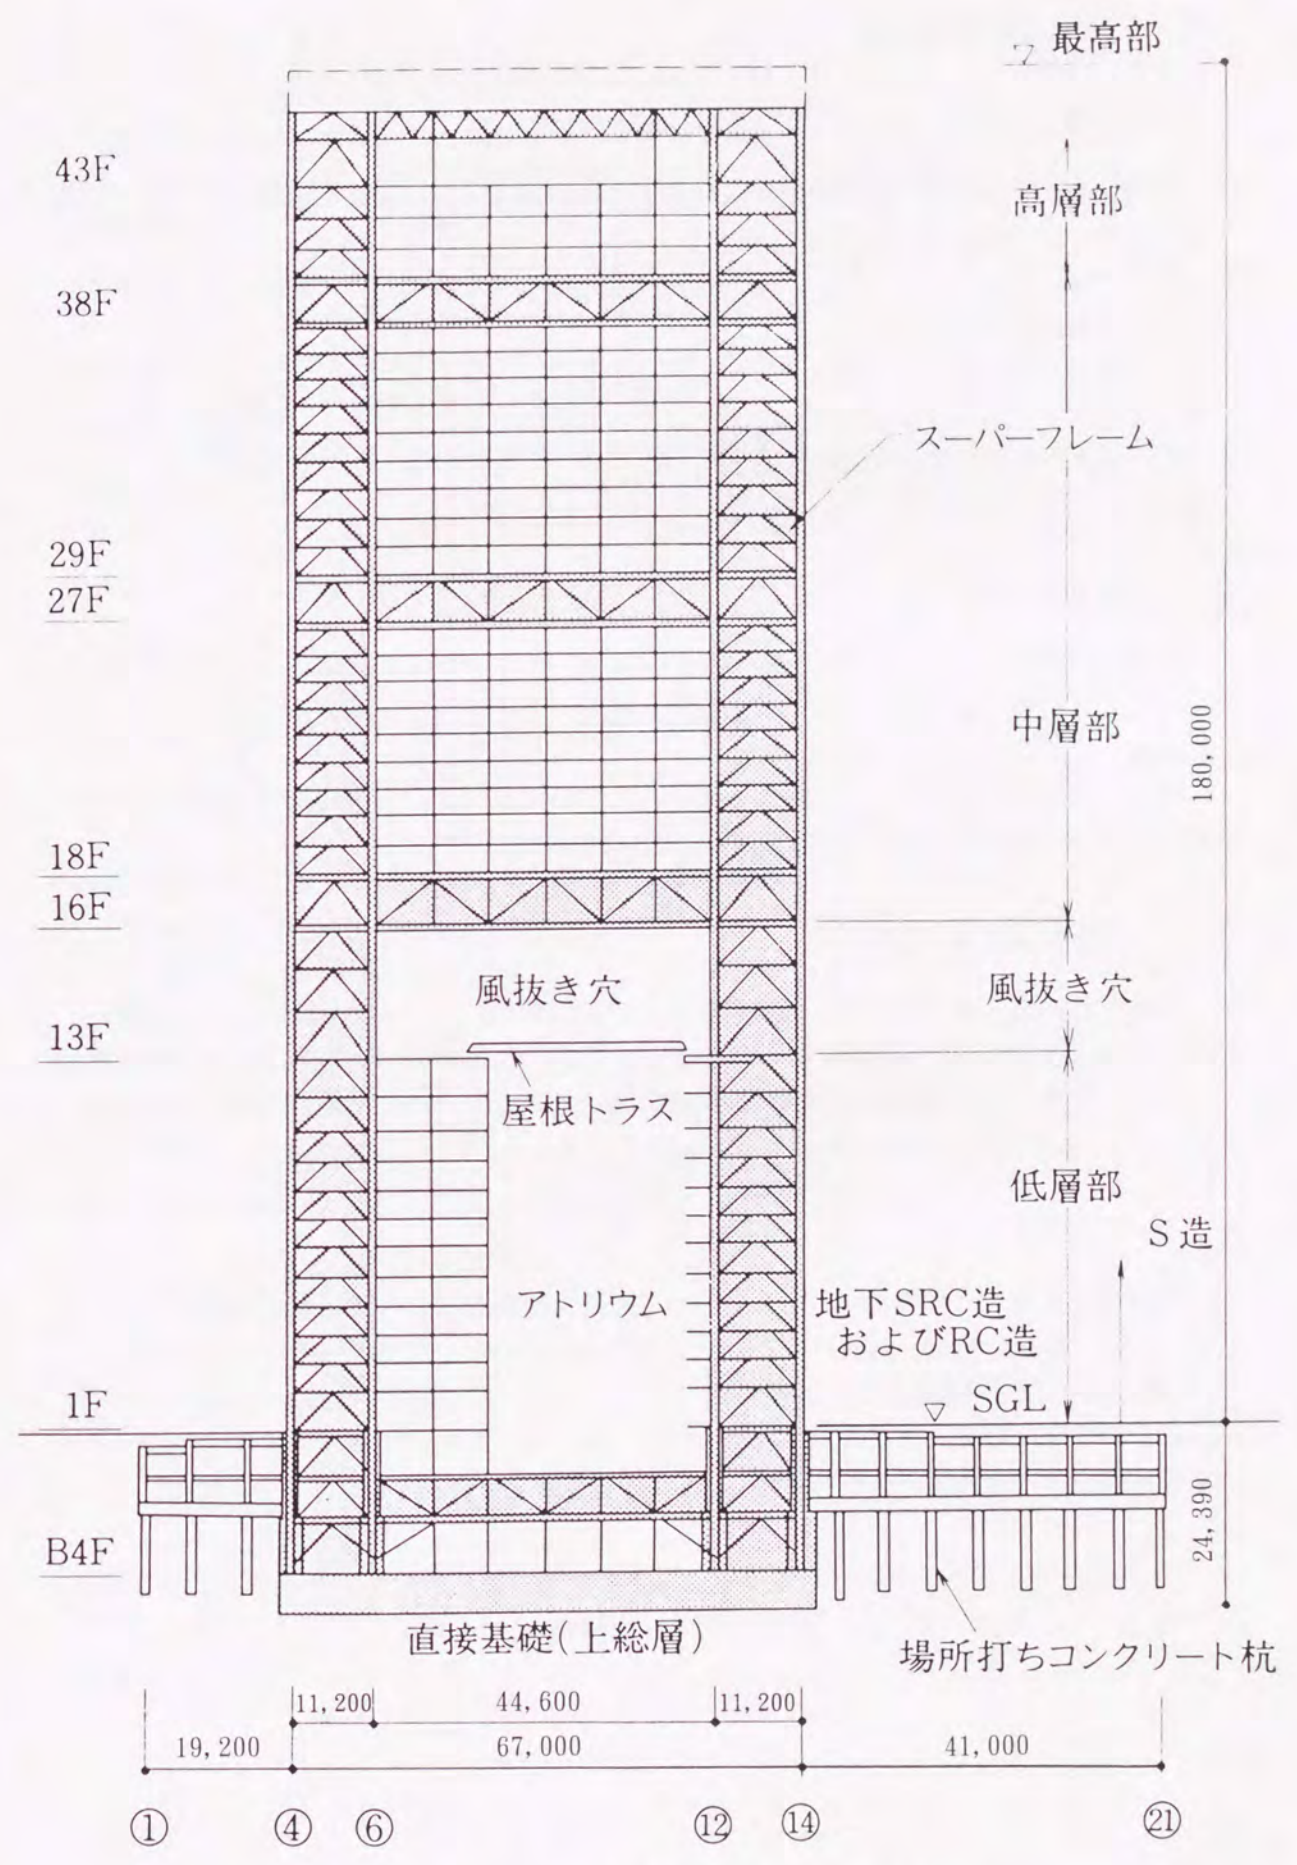 最高部
43F
高層部
38F
スーパーフレーム
29F
27F
中層部
180,000
18F
16F
風抜き穴
風抜き穴
13F
屋根トラス
低層部
S造
アトリウム
地下SRC造
およびRC造
1F
SGL
24,390
B4F
直接基礎(上総層)
場所打ちコンクリート杭
11,200
44,600
11,200
19,200
67,000
41,000
① ④ ⑥ ⑫ ⑭ ㉑